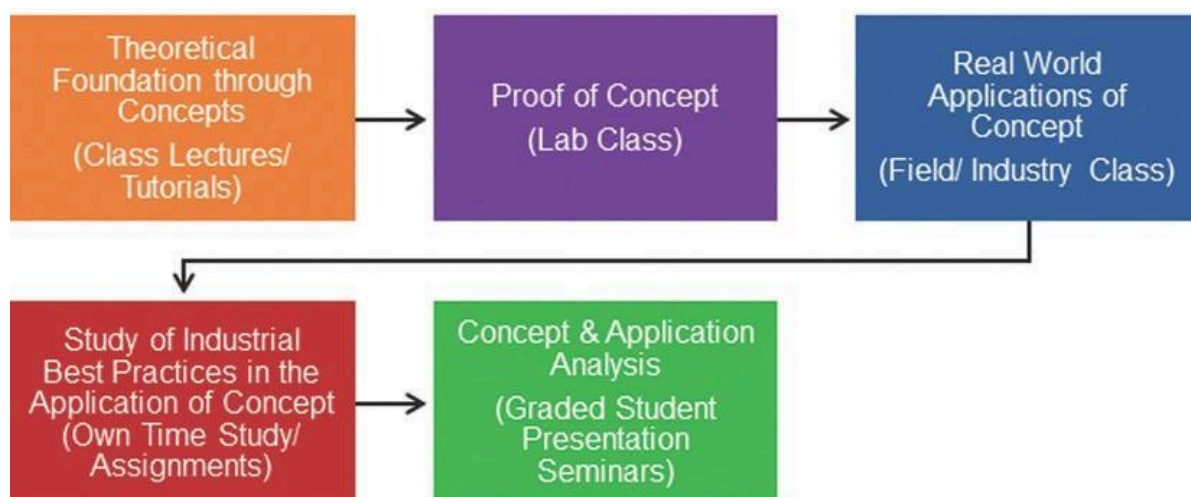 Theoretical
Foundation through
Concepts
(Class Lectures/
Tutorials)
Proof of Concept
(Lab Class)
Real World
Applications of
Concept
(Field/ Industry Class)
Study of Industrial
Best Practices in the
Application of Concept
(Own Time Study/
Assignments)
Concept & Application
Analysis
(Graded Student
Presentation
Seminars)